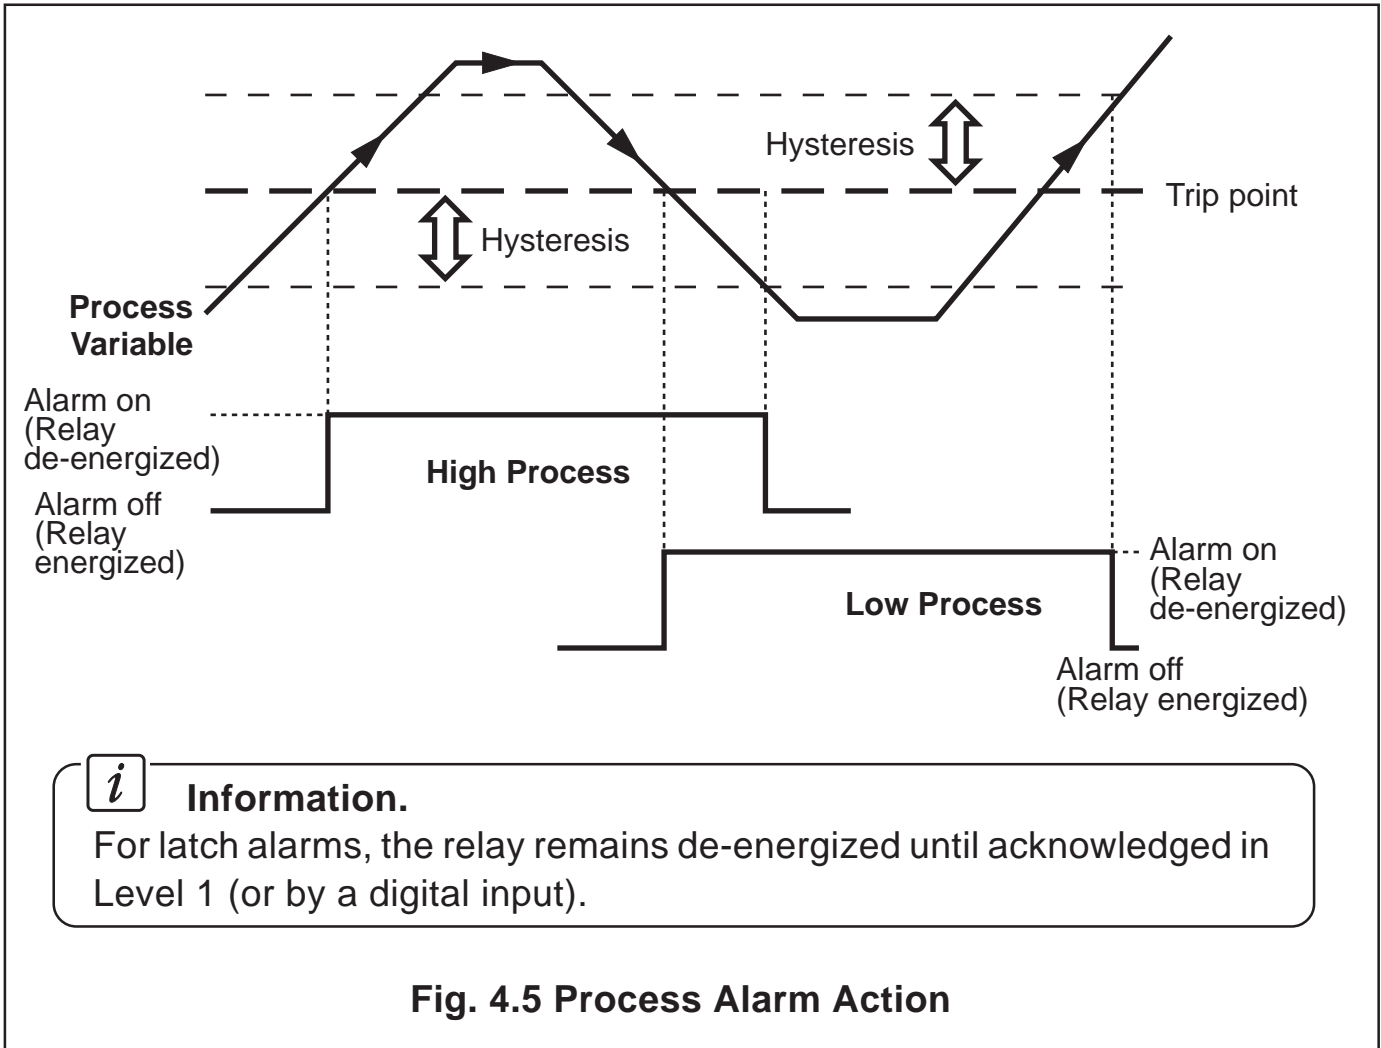 Hysteresis
Trip point
Hysteresis
Process
Variable
Alarm on
(Relay
de-energized)
High Process
Alarm off
(Relay
energized)
Alarm on
(Relay
de-energized)
Low Process
Alarm off
(Relay energized)
i Information.
For latch alarms, the relay remains de-energized until acknowledged in
Level 1 (or by a digital input).
Fig. 4.5 Process Alarm Action